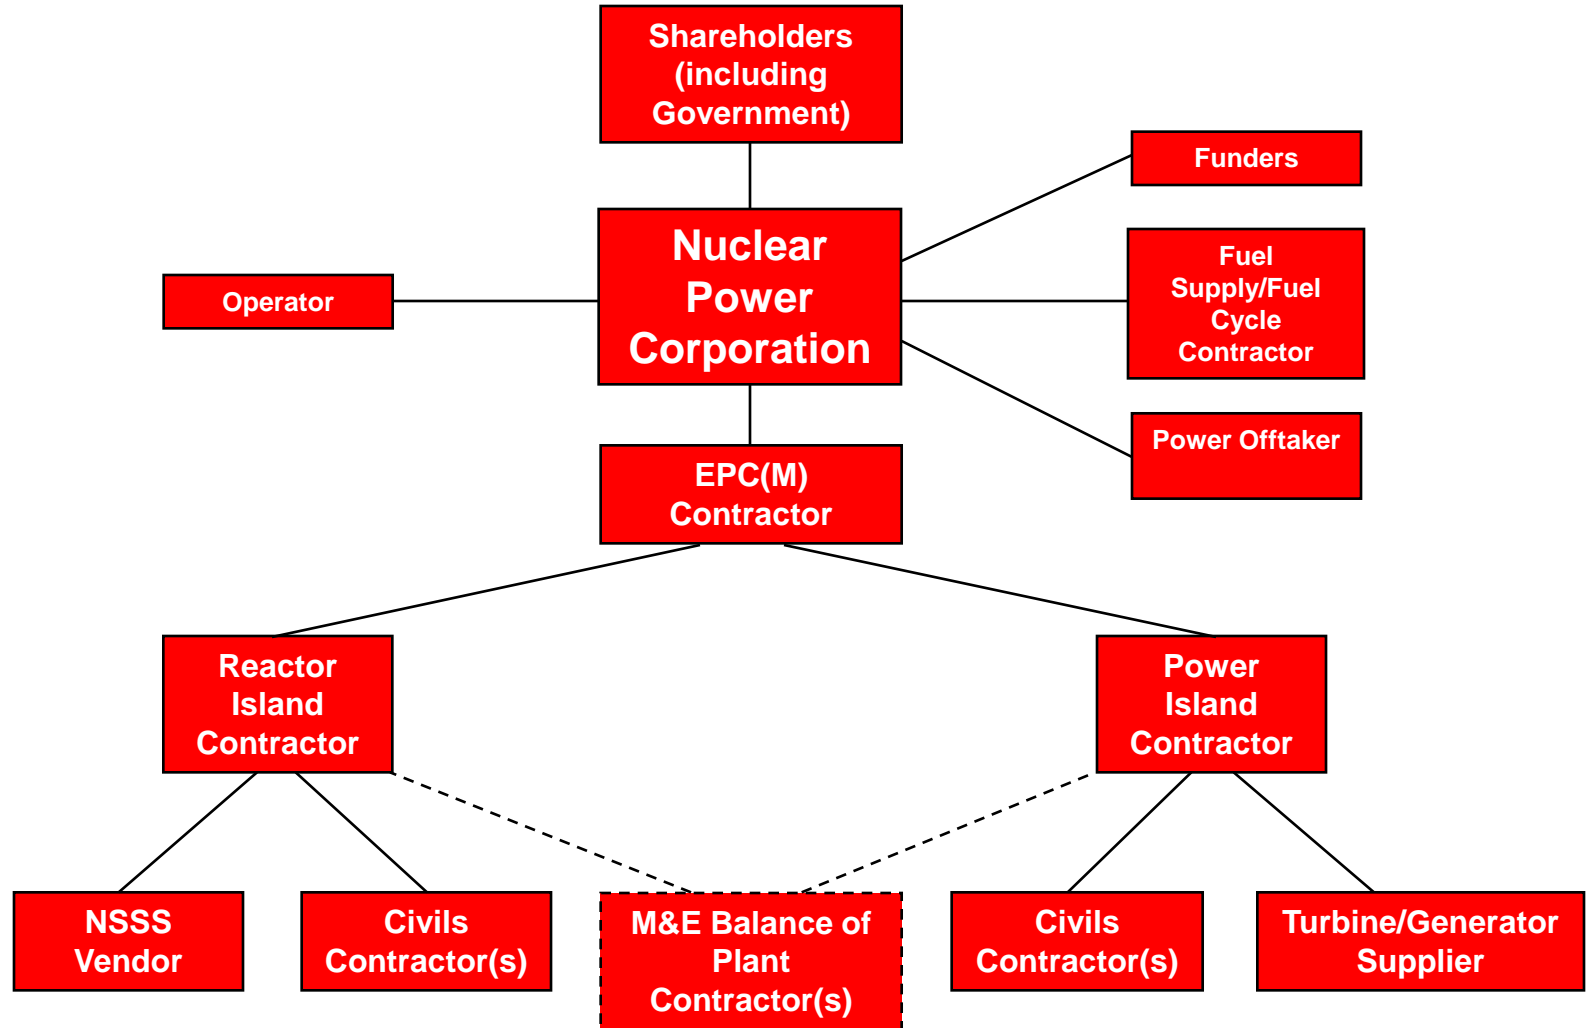 Shareholders
(including
Government)
Funders
Nuclear
Power
Corporation
Fuel
Supply/Fuel
Cycle
Contractor
Operator
Power Offtaker
EPC(M)
Contractor
Reactor
Island
Contractor
Power
Island
Contractor
NSSS
Vendor
Civils
Contractor(s)
M&E Balance of
Plant
Contractor(s)
Civils
Contractor(s)
Turbine/Generator
Supplier